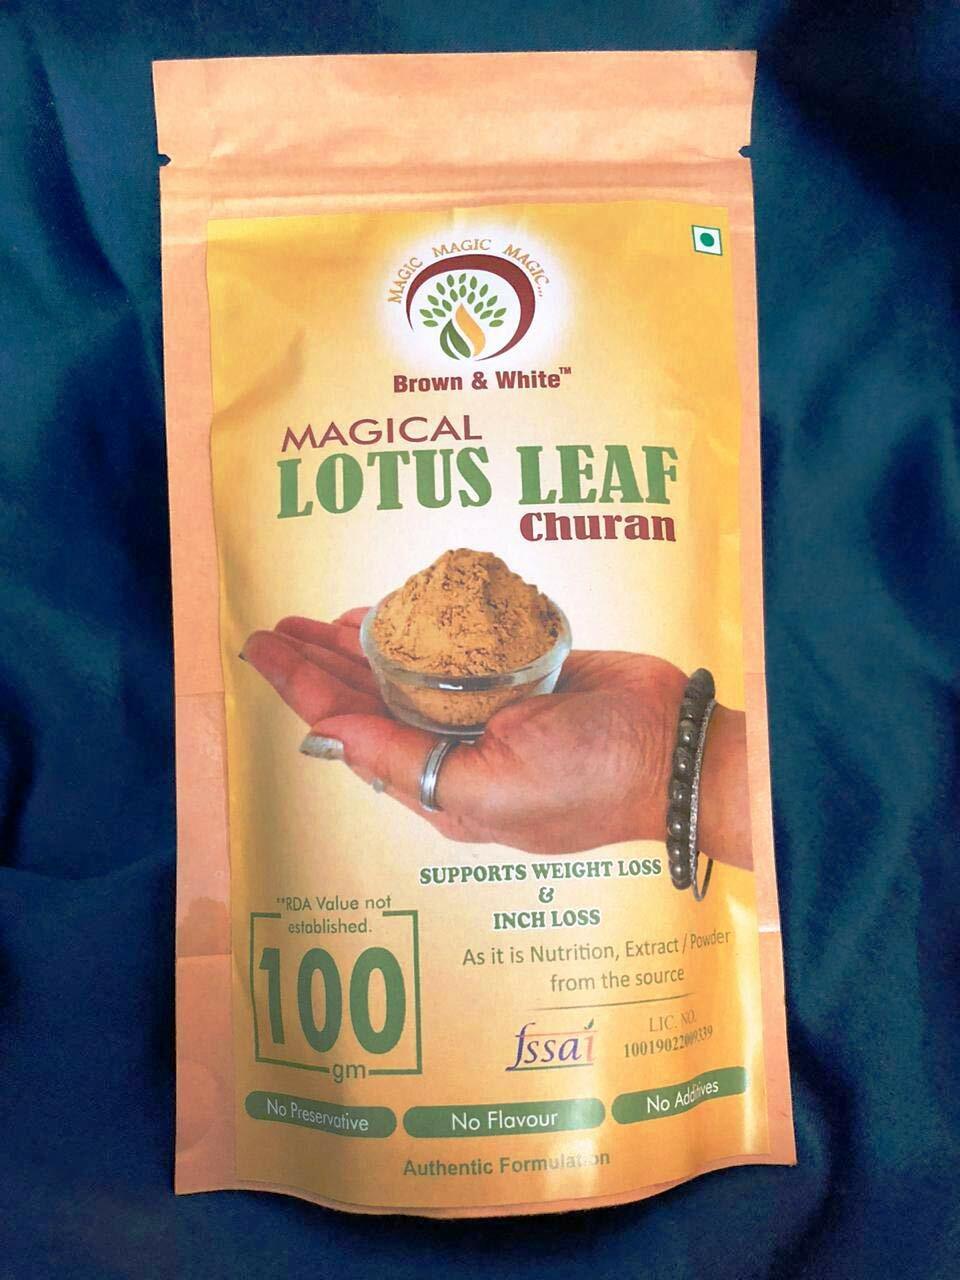 MAGIC MAGIC MAGIC...
Brown & White™
MAGICAL
LOTUS LEAF
Churan
SUPPORTS WEIGHT LOSS
&
INCH LOSS
As it is Nutrition, Extract / Powder
from the source
**RDA Value not
established.
100
gm
fssai
LIC. NO.
10019022009339
No Preservative
No Flavour
No Additives
Authentic Formulation